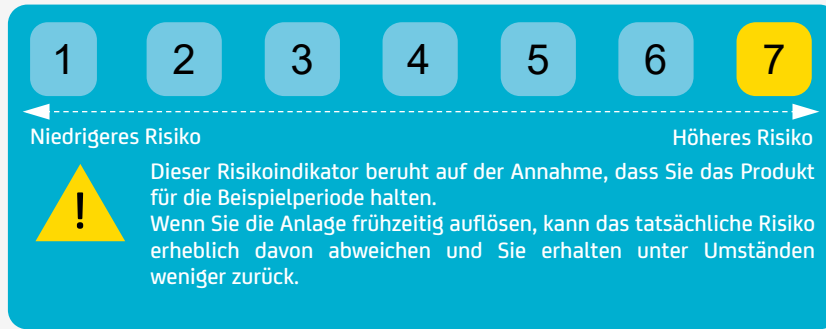 1 2 3 4 5 6 7
Niedrigeres Risiko Höheres Risiko
! Dieser Risikoindikator beruht auf der Annahme, dass Sie das Produkt
für die Beispielperiode halten.
Wenn Sie die Anlage frühzeitig auflösen, kann das tatsächliche Risiko
erheblich davon abweichen und Sie erhalten unter Umständen
weniger zurück.